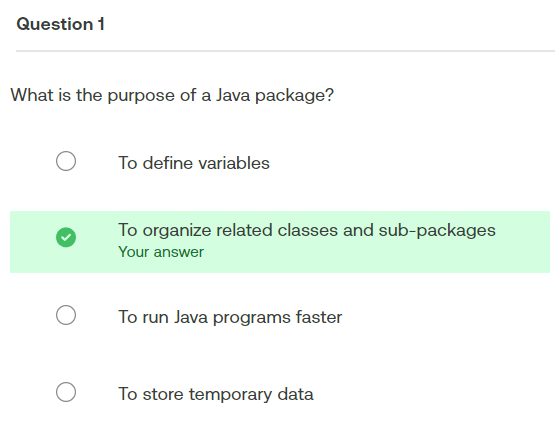 Question 1
What is the purpose of a Java package?
To define variables
To organize related classes and sub-packages
Your answer
To run Java programs faster
To store temporary data